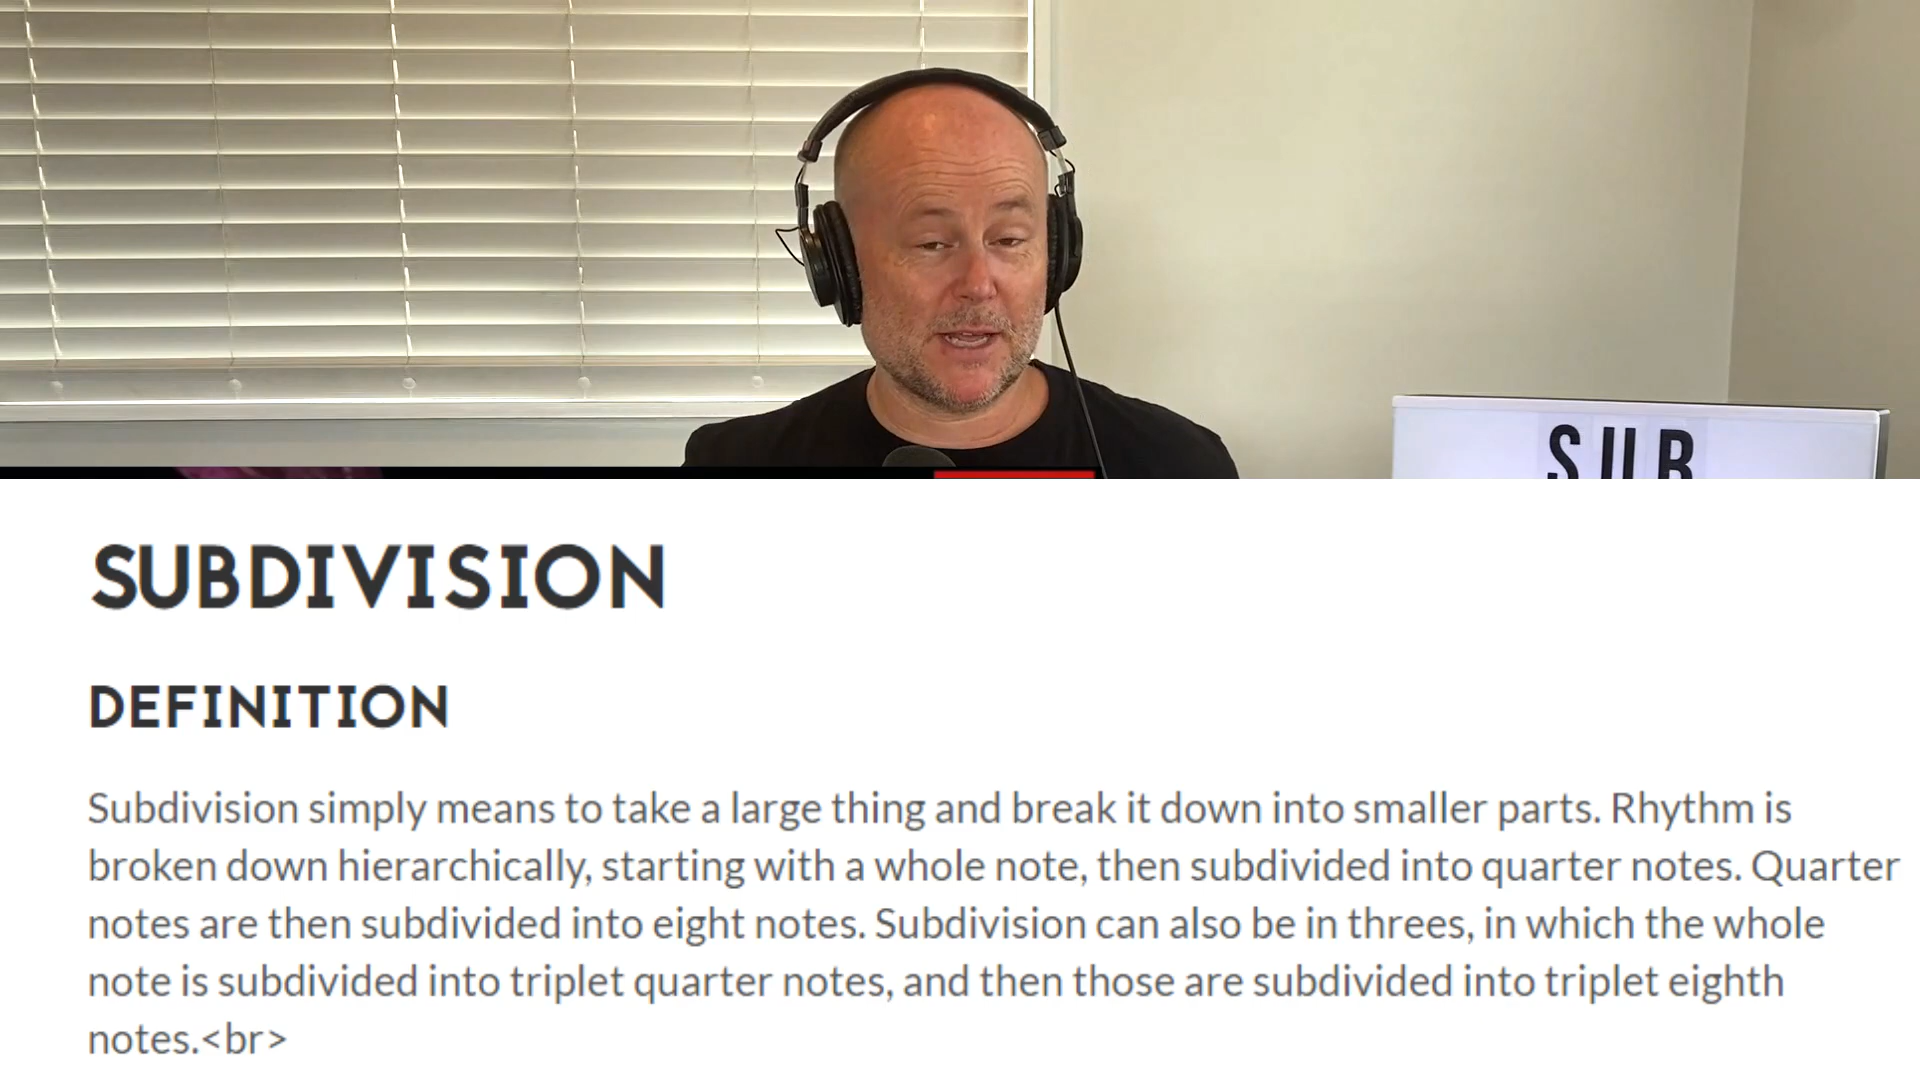 SUB
SUBDIVISION
DEFINITION
Subdivision simply means to take a large thing and break it down into smaller parts. Rhythm is
broken down hierarchically, starting with a whole note, then subdivided into quarter notes. Quarter
notes are then subdivided into eight notes. Subdivision can also be in threes, in which the whole
note is subdivided into triplet quarter notes, and then those are subdivided into triplet eighth
notes.<br>